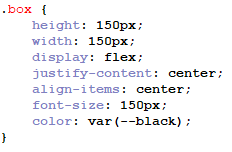 .box {
    height: 150px;
    width: 150px;
    display: flex;
    justify-content: center;
    align-items: center;
    font-size: 150px;
    color: var(--black);
}